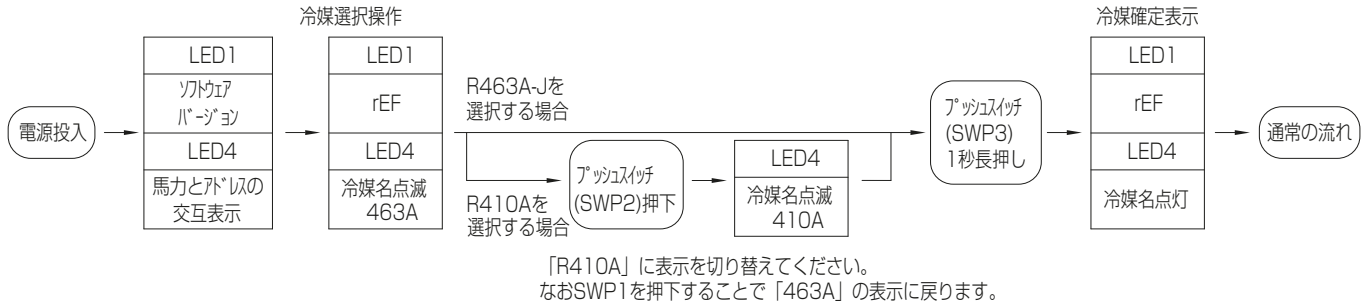 冷媒選択操作
冷媒確定表示
電源投入
LED1
ソフトウェア
バージョン
LED4
馬力とアドレスの
交互表示
LED1
rEF
LED4
冷媒名点滅
463A
R463A-Jを
選択する場合
R410Aを
選択する場合
プッシュスイッチ
(SWP2)押下
LED4
冷媒名点滅
410A
プッシュスイッチ
(SWP3)
1秒長押し
LED1
rEF
LED4
冷媒名点灯
通常の流れ
「R410A」に表示を切り替えてください。
なおSWP1を押下することで「463A」の表示に戻ります。